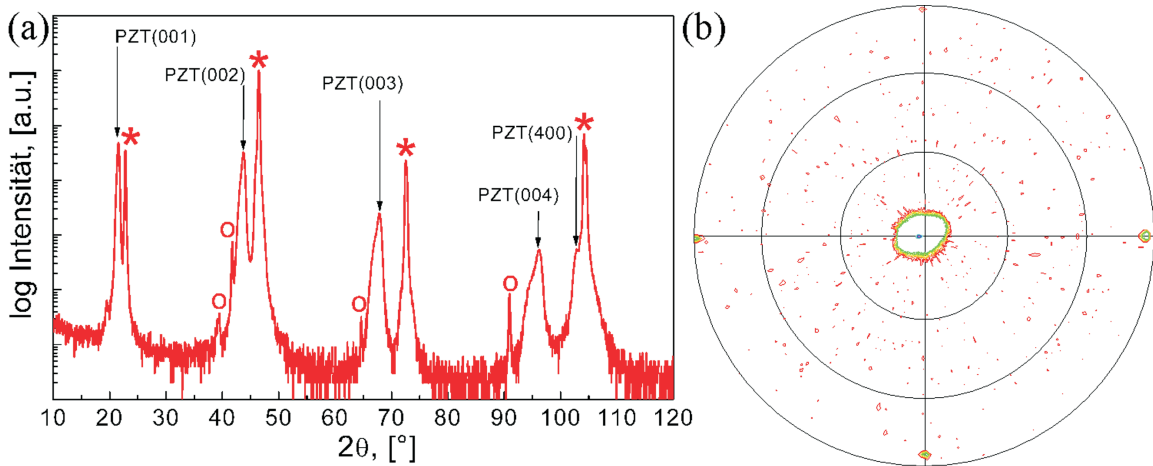 (a)
(b)
PZT(001)
*
PZT(002)
*
PZT(003)
*
PZT(400)
*
PZT(004)
o
o
o
o
log Intensität, [a.u.]
10 20 30 40 50 60 70 80 90 100 110 120
2θ, [°]